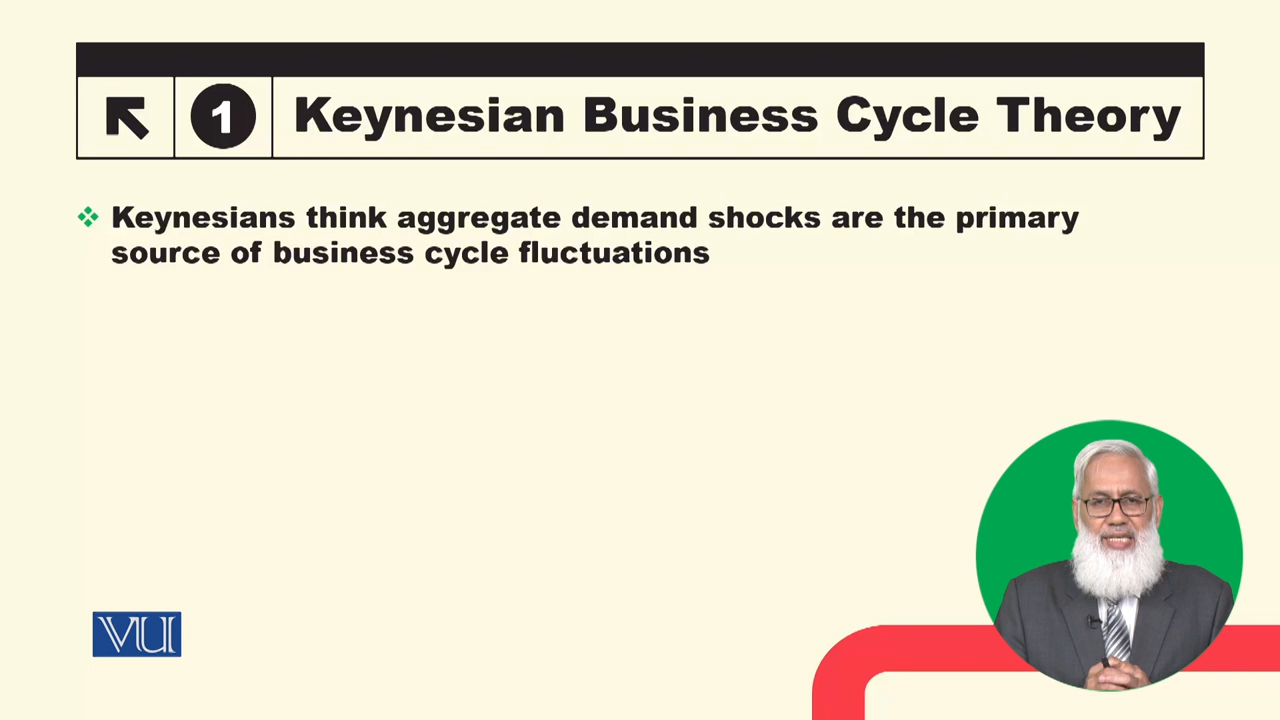 1 Keynesian Business Cycle Theory
Keynesians think aggregate demand shocks are the primary
source of business cycle fluctuations
VU